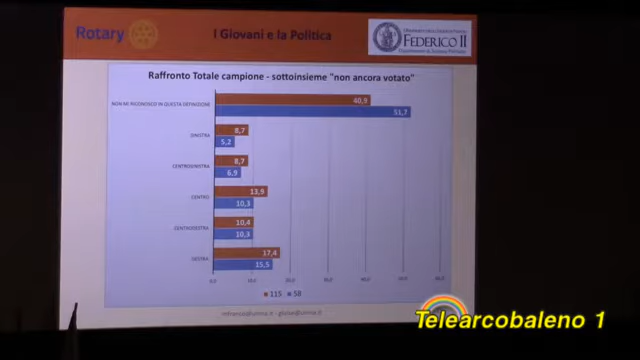 Rotary
I Giovani e la Politica
FEDERICO II
Raffronto Totale campione - sottoinsieme "non ancora votato"
NON MI RICONOSCO IN QUESTA DEFINIZIONE
40,9
51,7
SINISTRA
8,7
5,2
CENTROSINISTRA
8,7
6,9
CENTRO
13,9
10,3
CENTRODESTRA
10,4
10,3
DESTRA
17,4
15,5
0,0 10,0 20,0 30,0 40,0 50,0 60,0
115 58
Telearcobaleno 1